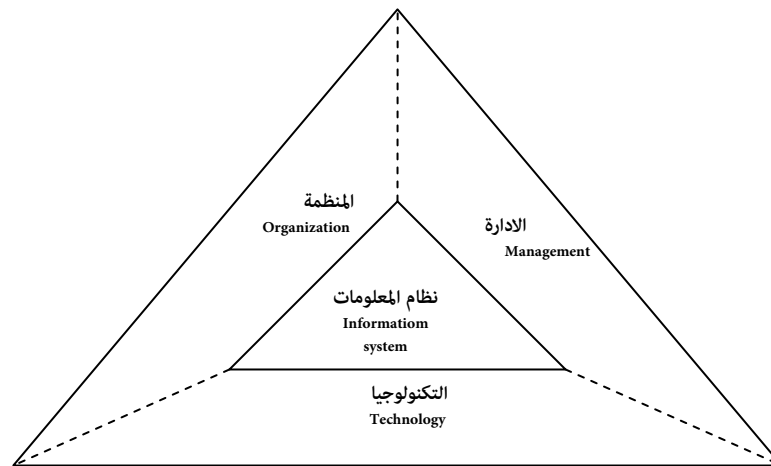 المنظمة
Organization
الادارة
Management
نظام المعلومات
Informatiom
system
التكنولوجيا
Technology